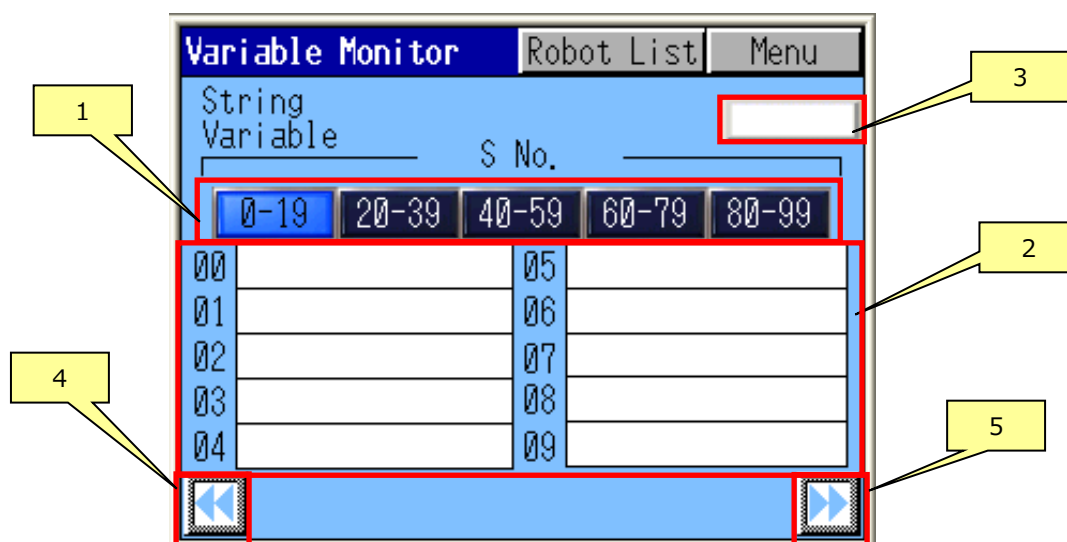 Variable Monitor Robot List Menu
3
1
String
Variable
S No.
0-19 20-39 40-59 60-79 80-99
2
00 05
01 06
02 07
4
03 08
5
04 09